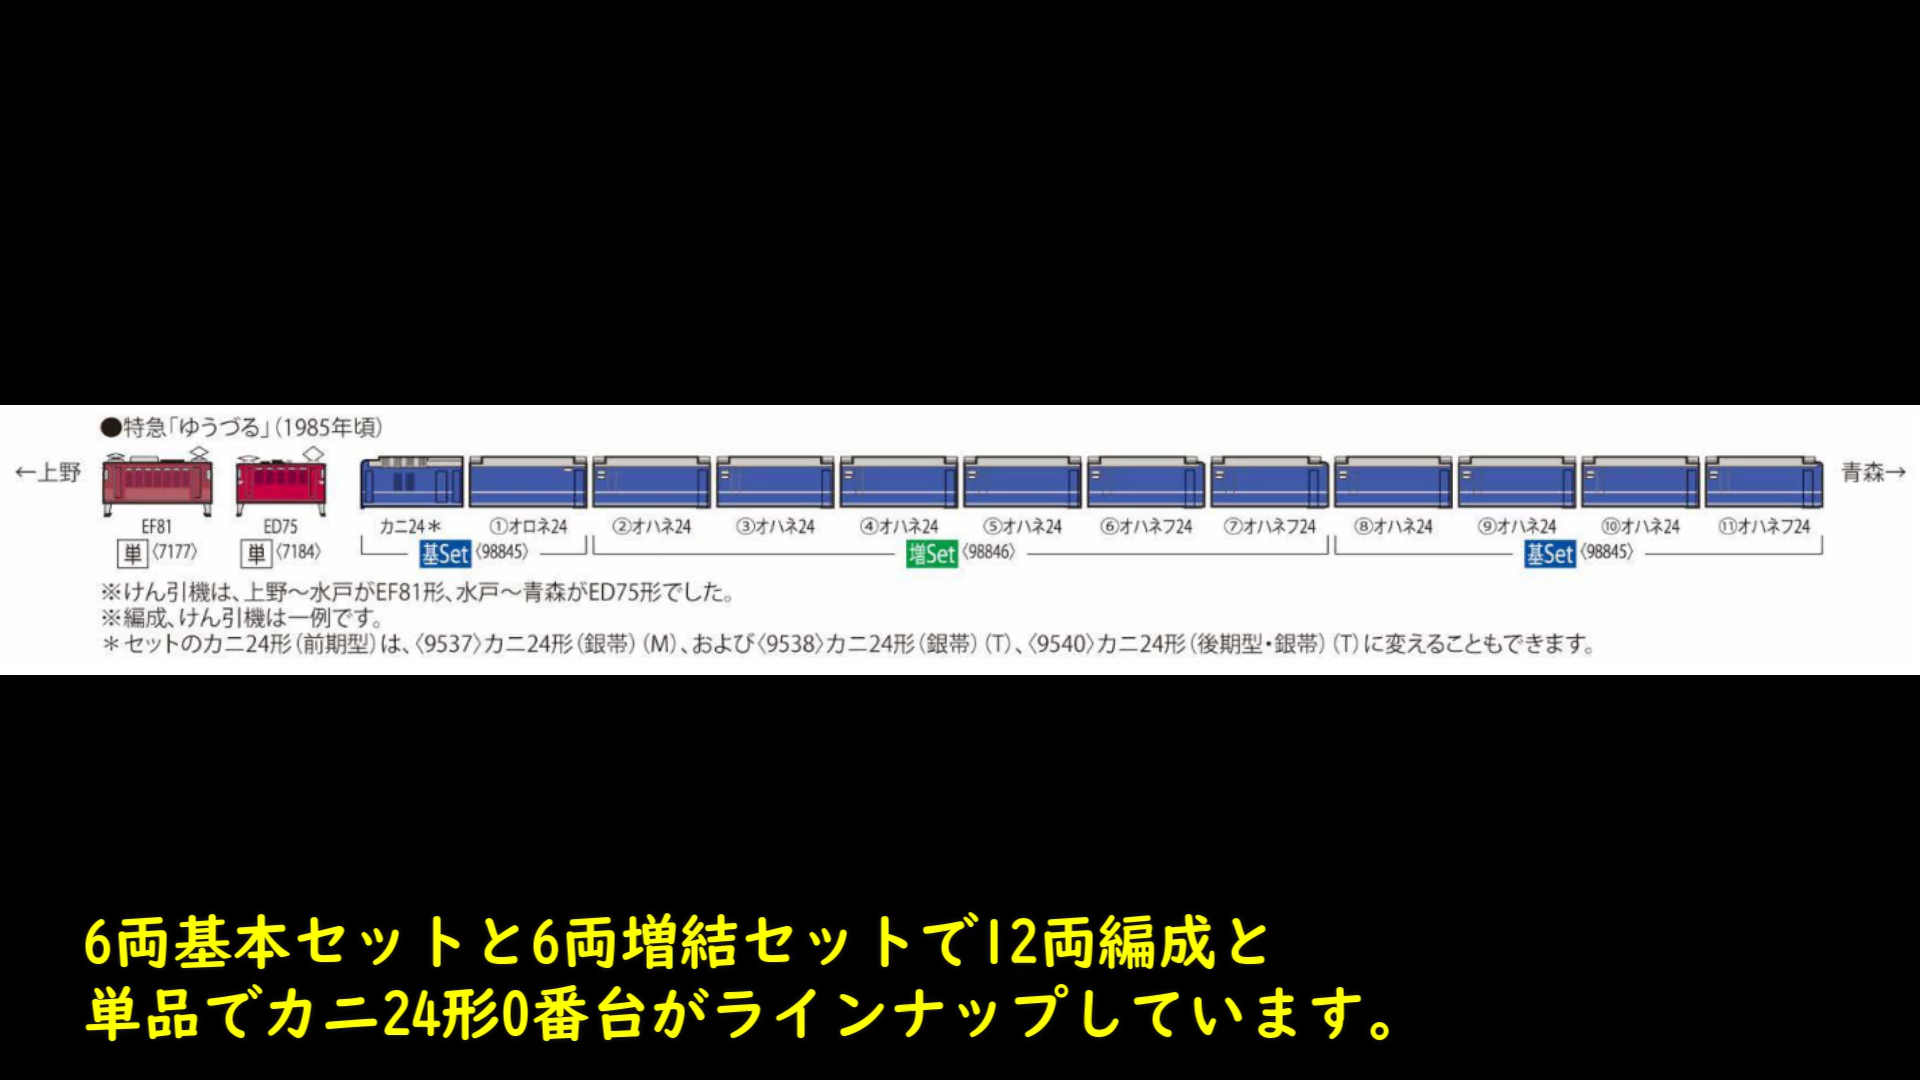 ●特急「ゆうづる」(1985年頃)
←上野
青森→
EF81
ED75
カニ24＊
①オロネ24
②オハネ24
③オハネ24
④オハネ24
⑤オハネ24
⑥オハネフ24
⑦オハネフ24
⑧オハネ24
⑨オハネ24
⑩オハネ24
⑪オハネフ24
単〈7177〉
単〈7184〉
基Set〈98845〉
増Set〈98846〉
基Set〈98845〉
※けん引機は、上野～水戸がEF81形、水戸～青森がED75形でした。
※編成、けん引機は一例です。
＊セットのカニ24形(前期型)は、〈9537〉カニ24形(銀帯)(M)、および〈9538〉カニ24形(銀帯)(T)、〈9540〉カニ24形(後期型・銀帯)(T)に変えることもできます。
6両基本セットと6両増結セットで12両編成と
単品でカニ24形0番台がラインナップしています。